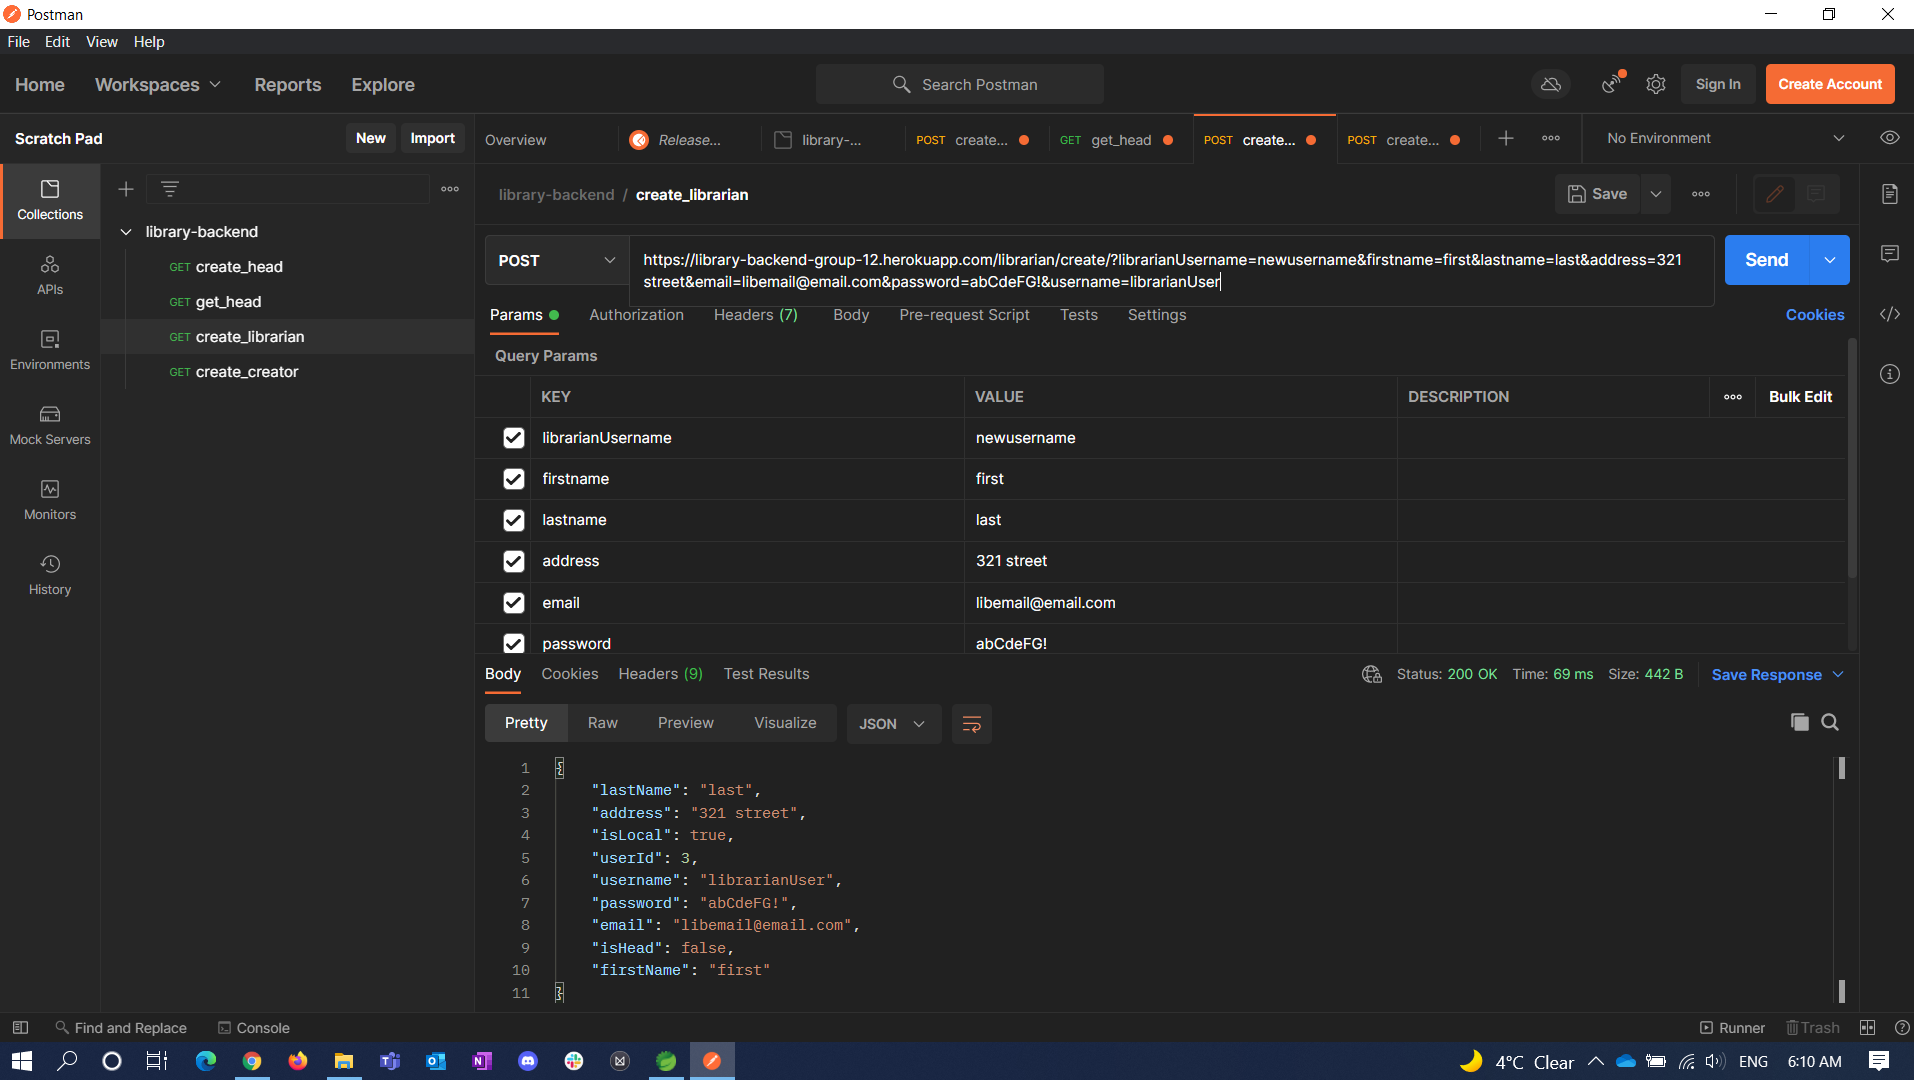 Postman
File Edit View Help
Home Workspaces Reports Explore Search Postman Sign In Create Account
Scratch Pad New Import Overview Release... library-... POST create... GET get_head POST create... POST create... No Environment
Collections
APIs
Environments
Mock Servers
Monitors
History
library-backend
GET create_head
GET get_head
GET create_librarian
GET create_creator
library-backend / create_librarian Save
POST https://library-backend-group-12.herokuapp.com/librarian/create/?librarianUsername=newusername&firstname=first&lastname=last&address=321
street&email=libemail@email.com&password=abCdeFG!&username=librarianUser
Send
Params Authorization Headers (7) Body Pre-request Script Tests Settings Cookies
Query Params
KEY VALUE DESCRIPTION Bulk Edit
librarianUsername newusername
firstname first
lastname last
address 321 street
email libemail@email.com
password abCdeFG!
Body Cookies Headers (9) Test Results Status: 200 OK Time: 69 ms Size: 442 B Save Response
Pretty Raw Preview Visualize JSON
1 {
2 "lastName": "last",
3 "address": "321 street",
4 "isLocal": true,
5 "userId": 3,
6 "username": "librarianUser",
7 "password": "abCdeFG!",
8 "email": "libemail@email.com",
9 "isHead": false,
10 "firstName": "first"
11 }
Find and Replace Console Runner Trash
4°C Clear ENG 6:10 AM